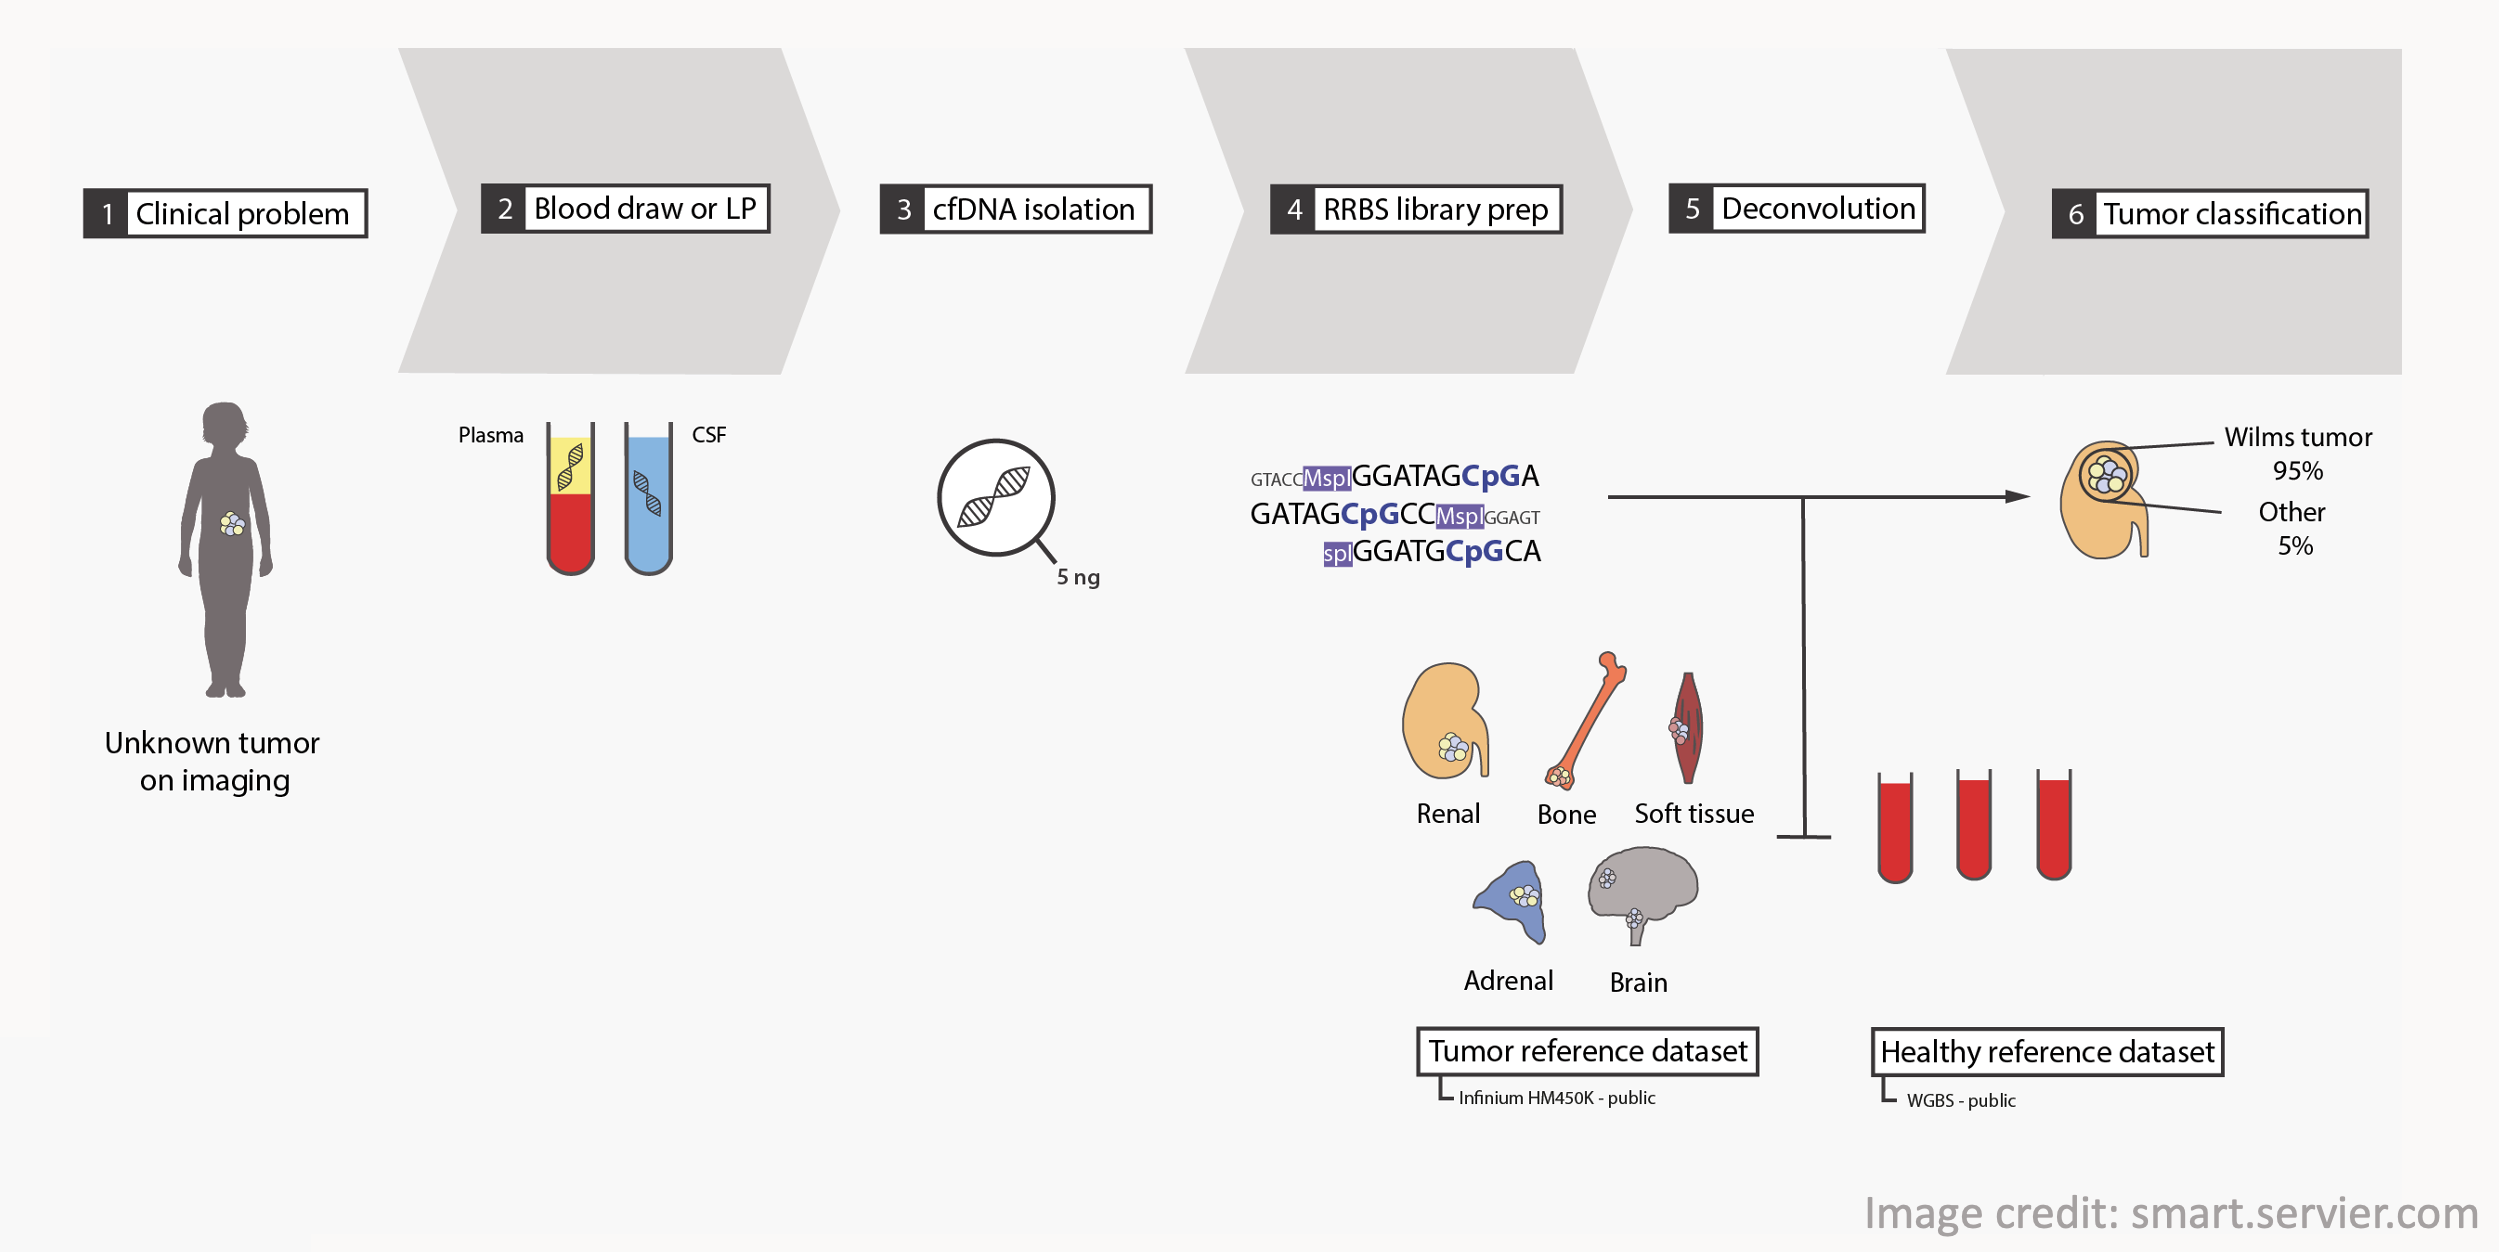 1 Clinical problem
2 Blood draw or LP
3 cfDNA isolation
4 RRBS library prep
5 Deconvolution
6 Tumor classification
Unknown tumor
on imaging
Plasma
CSF
5 ng
GTACCMspIGGATAGCpGA
GATAGCpGCCMspIGGAGT
spIGGATGCpGCA
Wilms tumor
95%
Other
5%
Renal
Bone
Soft tissue
Adrenal
Brain
Tumor reference dataset
Infinium HM450K - public
Healthy reference dataset
WGBS - public
Image credit: smart.servier.com